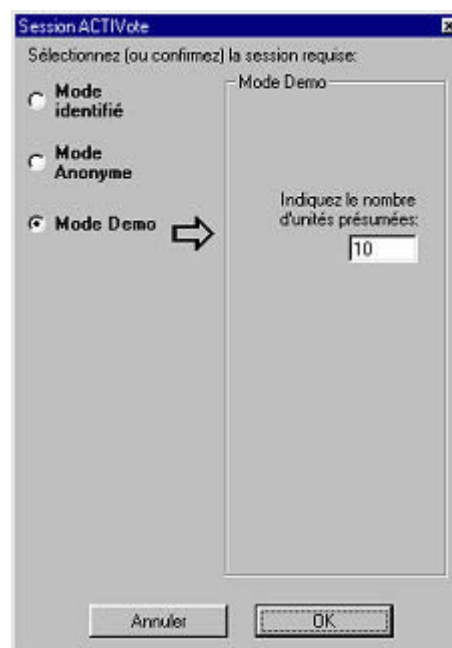 Session ACTIVote
Sélectionnez (ou confirmez) la session requise:
Mode
identifié
Mode
Anonyme
Mode Demo
Mode Demo
Indiquez le nombre
d'unités présumées:
10
Annuler
OK